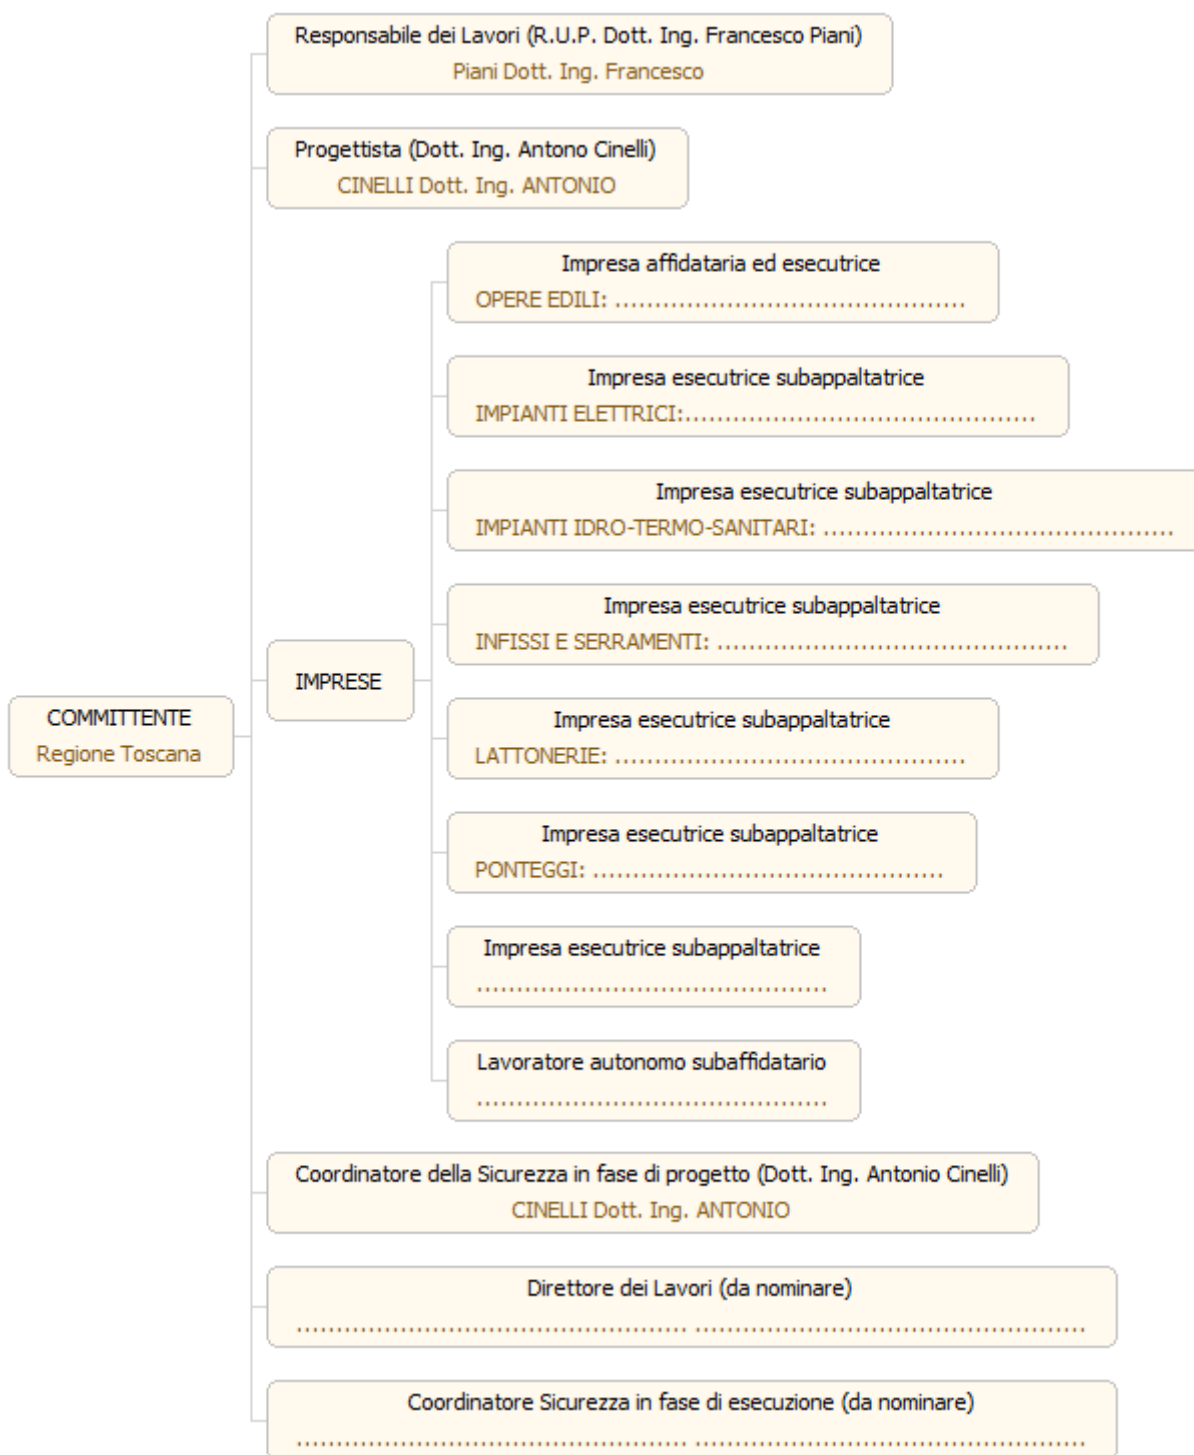 Responsabile dei Lavori (R.U.P. Dott. Ing. Francesco Piani)
Piani Dott. Ing. Francesco
Progettista (Dott. Ing. Antono Cinelli)
CINELLI Dott. Ing. ANTONIO
Impresa affidataria ed esecutrice
OPERE EDILI: ............................................
Impresa esecutrice subappaltatrice
IMPIANTI ELETTRICI:............................................
Impresa esecutrice subappaltatrice
IMPIANTI IDRO-TERMO-SANITARI: ............................................
Impresa esecutrice subappaltatrice
INFISSI E SERRAMENTI: ............................................
IMPRESE
COMMITTENTE
Regione Toscana
Impresa esecutrice subappaltatrice
LATTONERIE: ............................................
Impresa esecutrice subappaltatrice
PONTEGGI: ............................................
Impresa esecutrice subappaltatrice
............................................
Lavoratore autonomo subaffidatario
............................................
Coordinatore della Sicurezza in fase di progetto (Dott. Ing. Antonio Cinelli)
CINELLI Dott. Ing. ANTONIO
Direttore dei Lavori (da nominare)
................................................. .................................................
Coordinatore Sicurezza in fase di esecuzione (da nominare)
................................................. .................................................